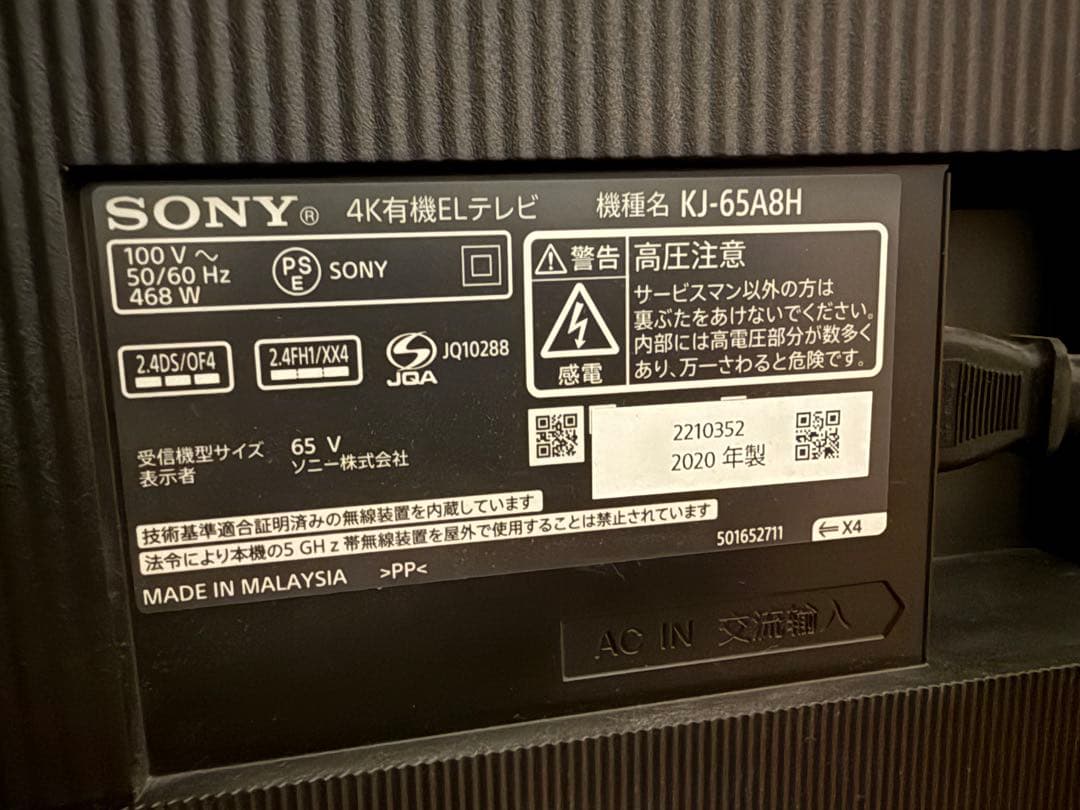 SONY® 4K有機ELテレビ 機種名 KJ-65A8H
100 V ～
50/60 Hz
468 W
PS
E
SONY
警告
高圧注意
サービスマン以外の方は
裏ぶたをあけないでください。
内部には高電圧部分が数多く
あり、万一さわると危険です。
感電
2.4DS/OF4
2.4FH1/XX4
JQA
JQ10288
受信機型サイズ 65 V
表示者 ソニー株式会社
2210352
2020 年製
技術基準適合証明済みの無線装置を内蔵しています
法令により本機の5 GHz 帯無線装置を屋外で使用することは禁止されています
501652711
⇐ X4
MADE IN MALAYSIA >PP<
AC IN 交流輸入